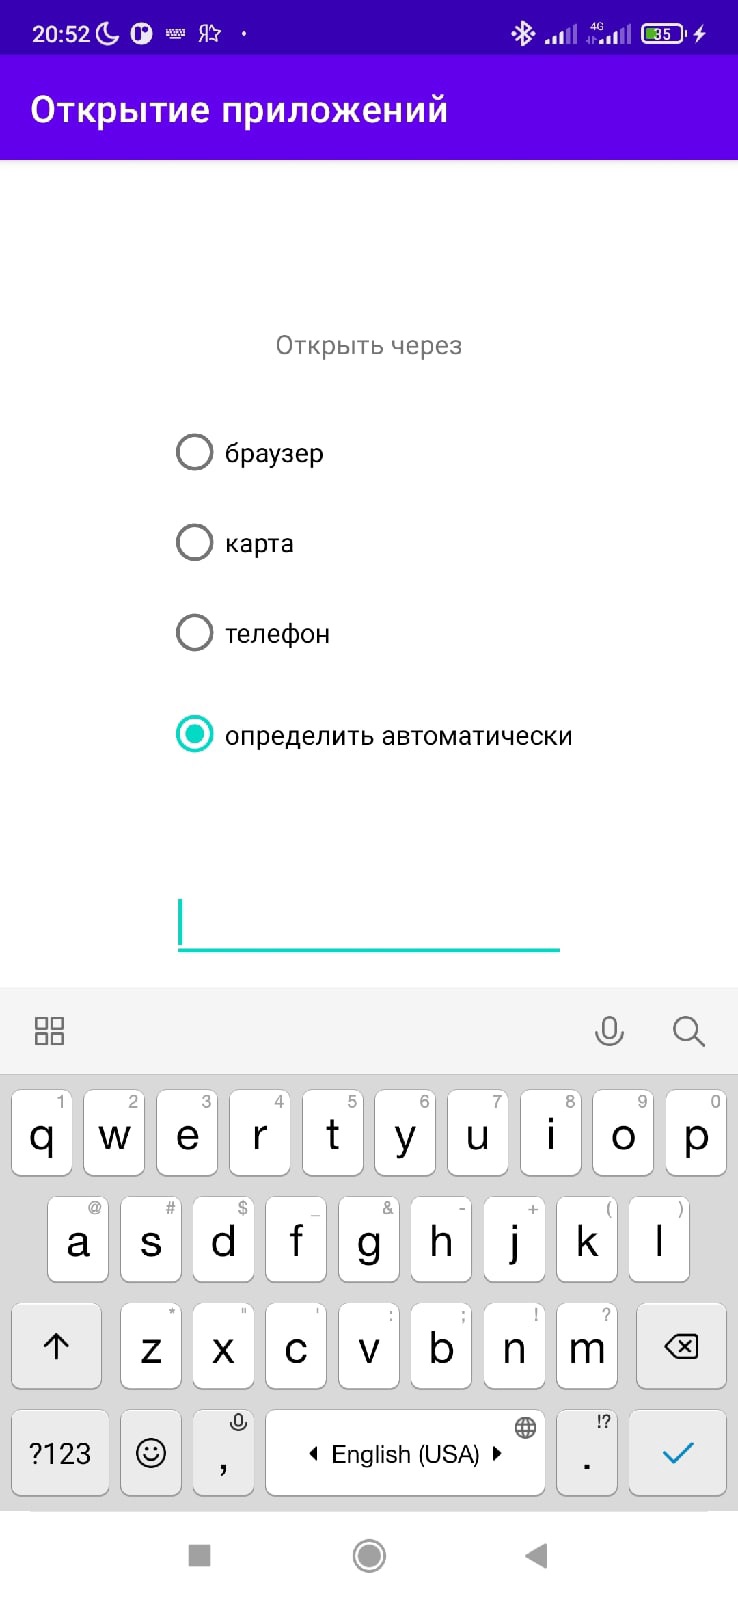 20:52 Я 4G 35
Открытие приложений
Открыть через
браузер
карта
телефон
определить автоматически
1 2 3 4 5 6 7 8 9 0
q w e r t y u i o p
@ # $ _ & - + ( )
a s d f g h j k l
* " ' : ; ! ?
z x c v b n m
!?
?123 , English (USA) .